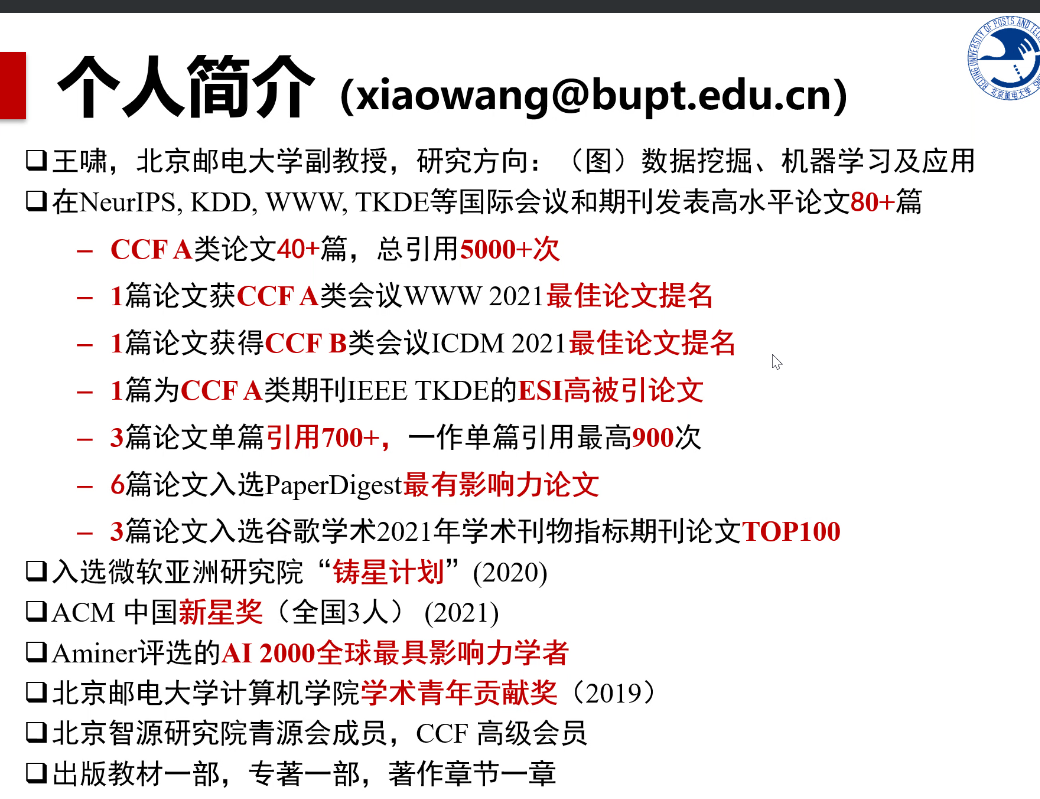 个人简介 (xiaowang@bupt.edu.cn)
❑王啸，北京邮电大学副教授，研究方向：（图）数据挖掘、机器学习及应用
❑在NeurIPS, KDD, WWW, TKDE等国际会议和期刊发表高水平论文80+篇
– CCF A类论文40+篇，总引用5000+次
– 1篇论文获CCF A类会议WWW 2021最佳论文提名
– 1篇论文获得CCF B类会议ICDM 2021最佳论文提名
– 1篇为CCF A类期刊IEEE TKDE的ESI高被引论文
– 3篇论文单篇引用700+，一作单篇引用最高900次
– 6篇论文入选PaperDigest最有影响力论文
– 3篇论文入选谷歌学术2021年学术刊物指标期刊论文TOP100
❑入选微软亚洲研究院“铸星计划”(2020)
❑ACM 中国新星奖（全国3人） (2021)
❑Aminer评选的AI 2000全球最具影响力学者
❑北京邮电大学计算机学院学术青年贡献奖（2019）
❑北京智源研究院青源会成员，CCF 高级会员
❑出版教材一部，专著一部，著作章节一章